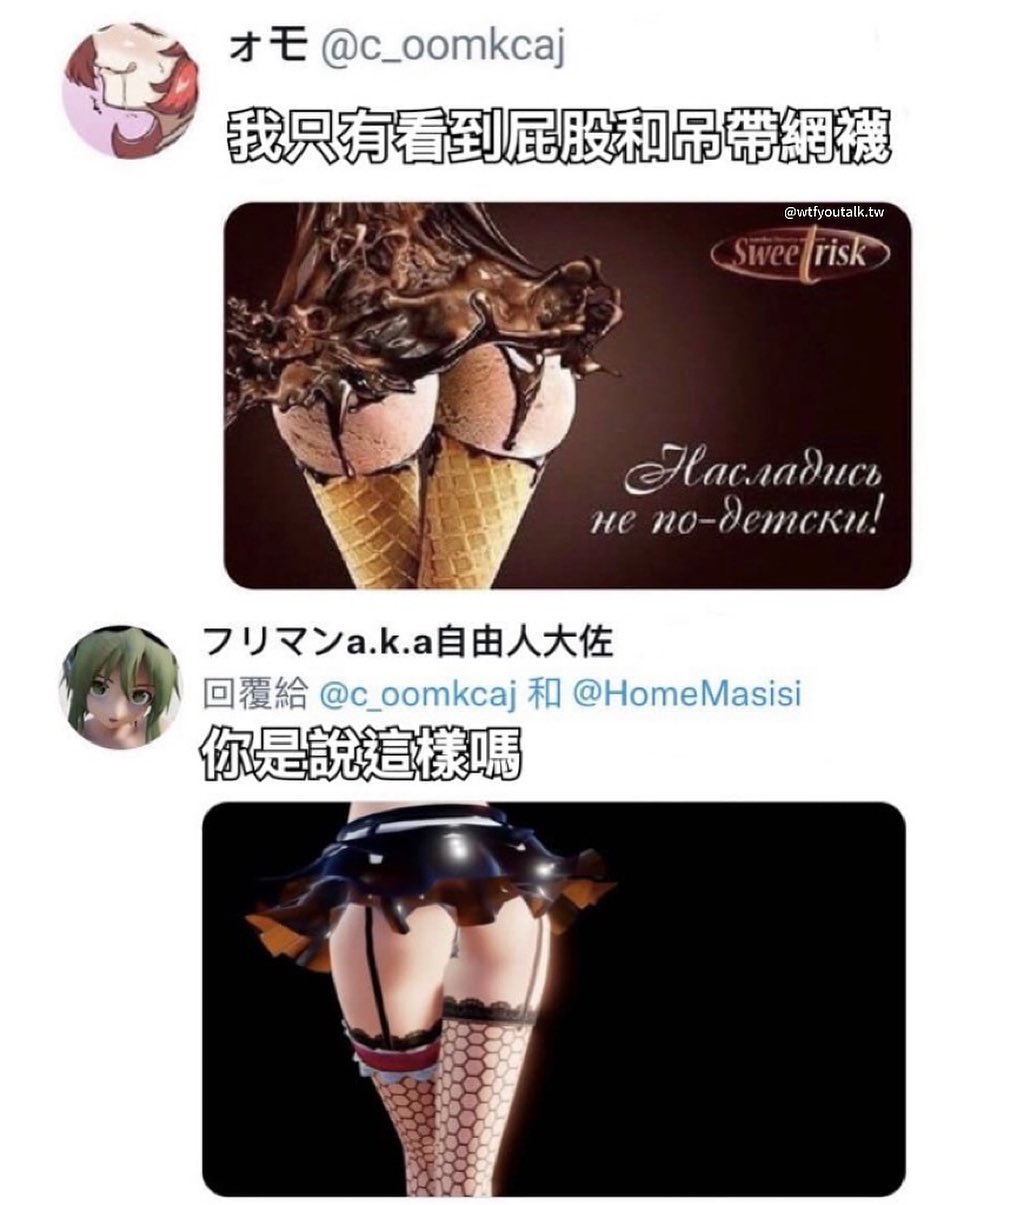 ォモ @c_oomkcaj
我只有看到屁股和吊帶網襪
@wtfyoutalk.tw
Sweet risk
Насладись
не по-детски!
フリマンa.k.a自由人大佐
回覆給 @c_oomkcaj 和 @HomeMasisi
你是說這樣嗎